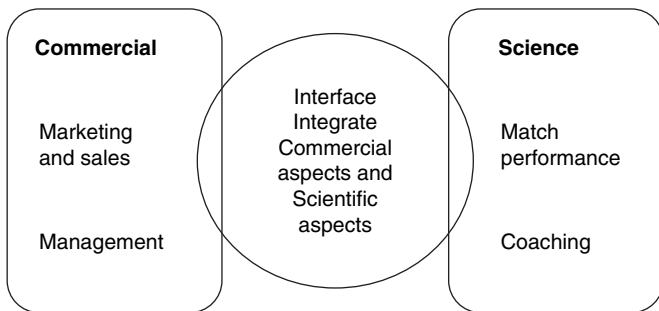 Commercial
Marketing
and sales
Management
Interface
Integrate
Commercial
aspects and
Scientific
aspects
Science
Match
performance
Coaching